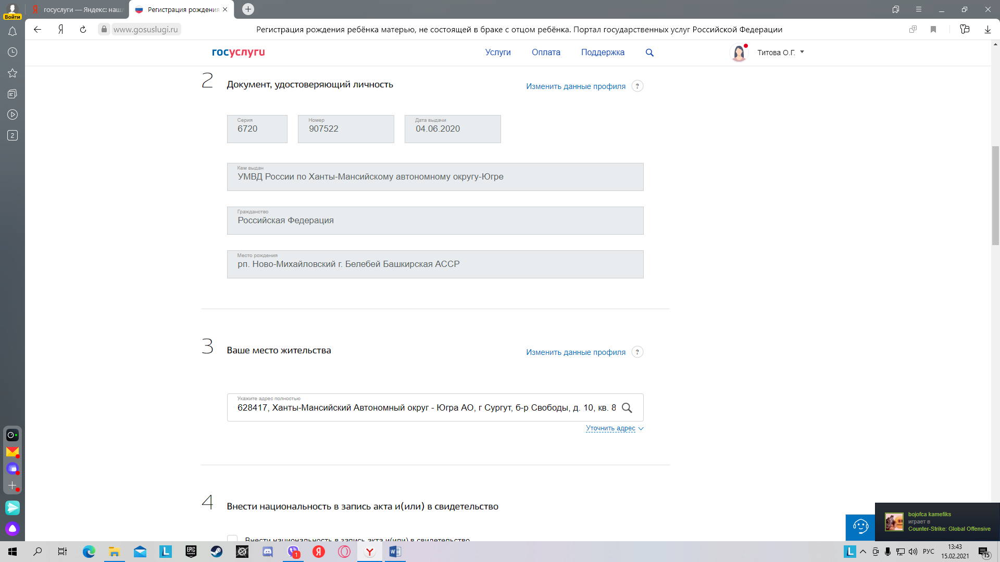 Войти
госуслуги — Яндекс: наш
Регистрация рождения
www.gosuslugi.ru
Регистрация рождения ребёнка матерью, не состоящей в браке с отцом ребёнка. Портал государственных услуг Российской Федерации
госуслуги
Услуги
Оплата
Поддержка
Титова О.Г.
2
2 Документ, удостоверяющий личность
Изменить данные профиля ?
Серия
6720
Номер
907522
Дата выдачи
04.06.2020
Кем выдан
УМВД России по Ханты-Мансийскому автономному округу-Югре
Гражданство
Российская Федерация
Место рождения
рп. Ново-Михайловский г. Белебей Башкирская АССР
3 Ваше место жительства
Изменить данные профиля ?
Укажите адрес полностью
628417, Ханты-Мансийский Автономный округ - Югра АО, г Сургут, б-р Свободы, д. 10, кв. 8
Уточнить адрес
4 Внести национальность в запись акта и(или) в свидетельство
Внести национальность в запись акта и(или) в свидетельство
bojofca kamefiks
играет в
Counter-Strike: Global Offensive
EPIC GAMES
1
РУС
13:43
15.02.2021
15